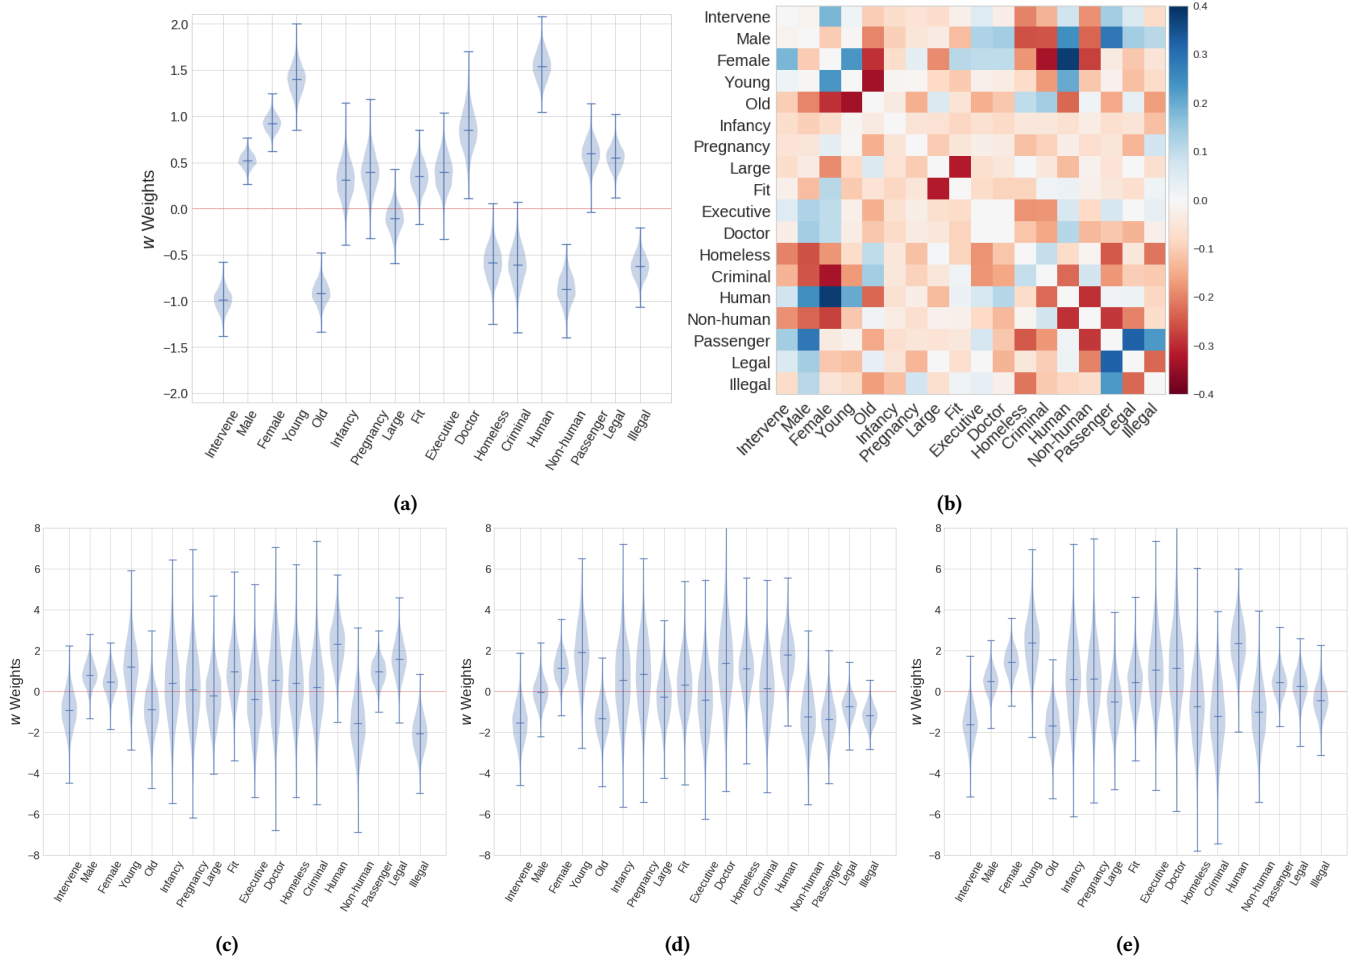 2.0
1.5
1.0
0.5
0.0
−0.5
−1.0
−1.5
−2.0
w Weights
Intervene
Male
Female
Young
Old
Infancy
Pregnancy
Large
Fit
Executive
Doctor
Homeless
Criminal
Human
Non-human
Passenger
Legal
Illegal
(a)
Intervene
Male
Female
Young
Old
Infancy
Pregnancy
Large
Fit
Executive
Doctor
Homeless
Criminal
Human
Non-human
Passenger
Legal
Illegal
Intervene
Male
Female
Young
Old
Infancy
Pregnancy
Large
Fit
Executive
Doctor
Homeless
Criminal
Human
Non-human
Passenger
Legal
Illegal
0.4
0.3
0.2
0.1
0.0
−0.1
−0.2
−0.3
−0.4
(b)
8
6
4
2
0
−2
−4
−6
−8
w Weights
Intervene
Male
Female
Young
Old
Infancy
Pregnancy
Large
Fit
Executive
Doctor
Homeless
Criminal
Human
Non-human
Passenger
Legal
Illegal
(c)
8
6
4
2
0
−2
−4
−6
−8
w Weights
Intervene
Male
Female
Young
Old
Infancy
Pregnancy
Large
Fit
Executive
Doctor
Homeless
Criminal
Human
Non-human
Passenger
Legal
Illegal
(d)
8
6
4
2
0
−2
−4
−6
−8
w Weights
Intervene
Male
Female
Young
Old
Infancy
Pregnancy
Large
Fit
Executive
Doctor
Homeless
Criminal
Human
Non-human
Passenger
Legal
Illegal
(e)